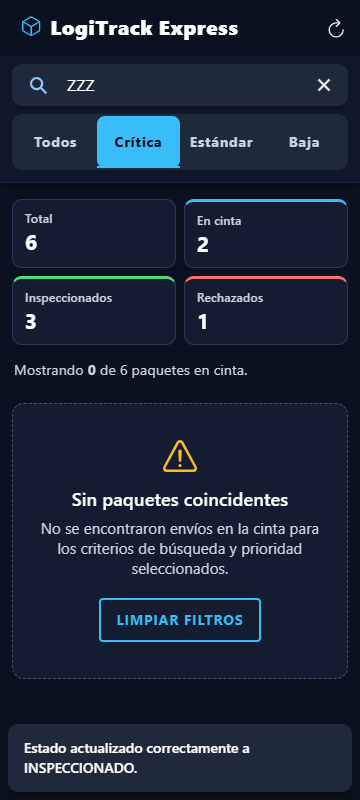 LogiTrack Express
ZZZ
Todos
Crítica
Estándar
Baja
Total
6
En cinta
2
Inspeccionados
3
Rechazados
1
Mostrando 0 de 6 paquetes en cinta.
Sin paquetes coincidentes
No se encontraron envíos en la cinta para
los criterios de búsqueda y prioridad
seleccionados.
LIMPIAR FILTROS
Estado actualizado correctamente a
INSPECCIONADO.